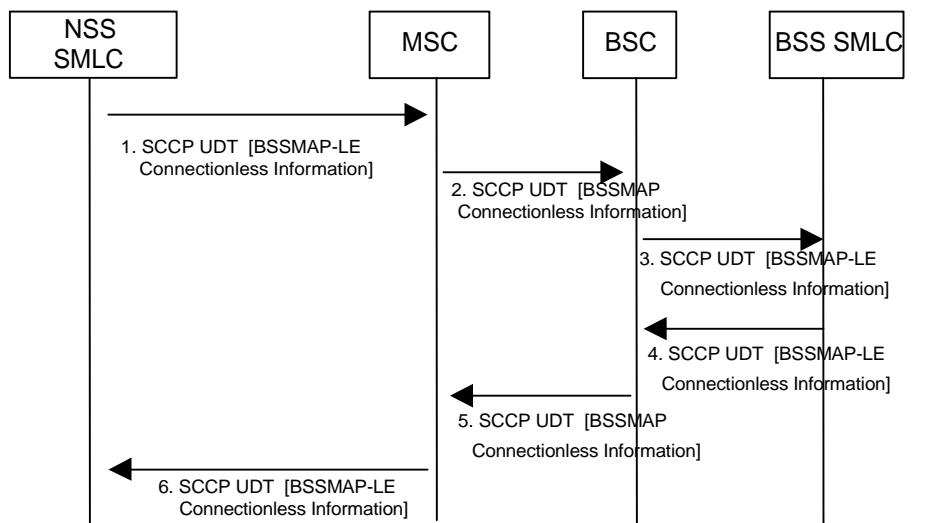 NSS
SMLC
MSC
BSC
BSS SMLC
1. SCCP UDT [BSSMAP-LE
Connectionless Information]
2. SCCP UDT [BSSMAP
Connectionless Information]
3. SCCP UDT [BSSMAP-LE
Connectionless Information]
4. SCCP UDT [BSSMAP-LE
Connectionless Information]
5. SCCP UDT [BSSMAP
Connectionless Information]
6. SCCP UDT [BSSMAP-LE
Connectionless Information]